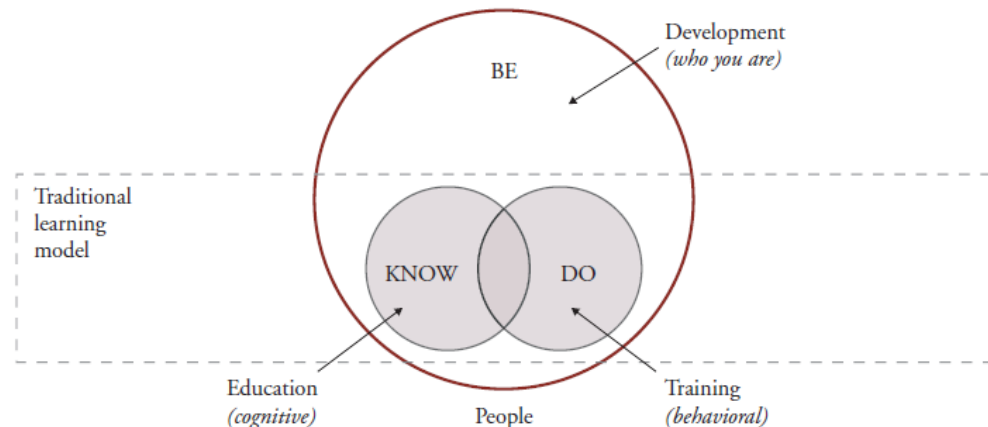 Development
(who you are)
BE
Traditional
learning
model
KNOW
DO
Education
(cognitive)
People
Training
(behavioral)